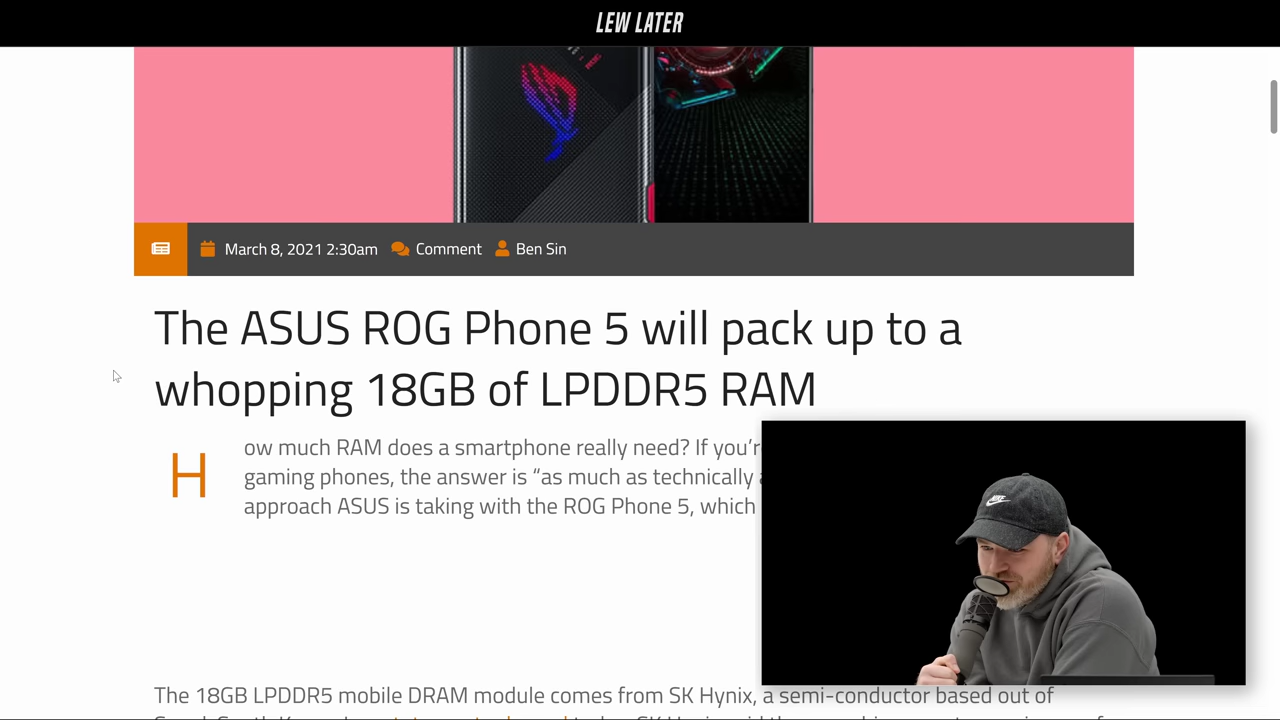 LEW LATER
March 8, 2021 2:30am Comment Ben Sin
The ASUS ROG Phone 5 will pack up to a
whopping 18GB of LPDDR5 RAM
How much RAM does a smartphone really need? If you'r
gaming phones, the answer is “as much as technically
approach ASUS is taking with the ROG Phone 5, which
The 18GB LPDDR5 mobile DRAM module comes from SK Hynix, a semi-conductor based out of